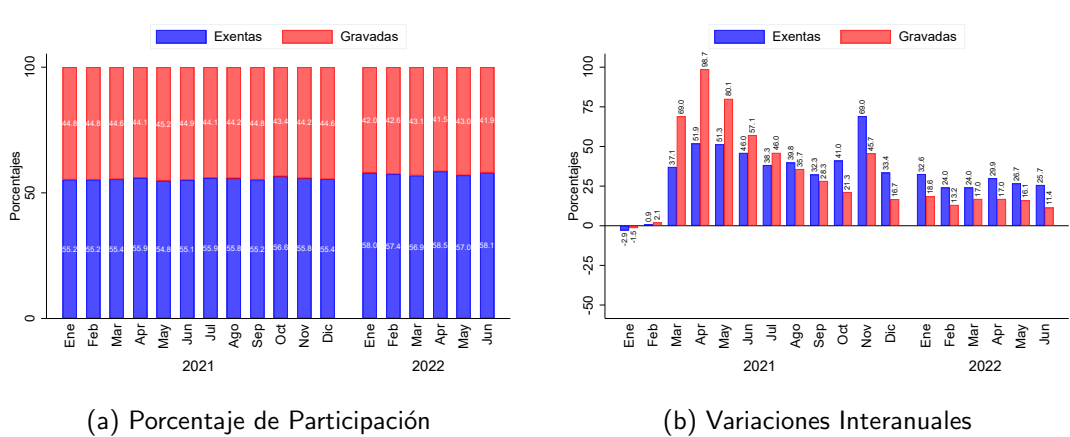 Exentas Gravadas
Porcentajes
100
50
0
44.8 44.8 44.6 44.1 45.2 44.9 44.1 44.2 44.8 43.4 44.2 44.6 42.0 42.6 43.1 41.5 43.0 41.9
55.2 55.2 55.4 55.9 54.8 55.1 55.9 55.8 55.2 56.6 55.8 55.4 58.0 57.4 56.9 58.5 57.0 58.1
Ene Feb Mar Apr May Jun Jul Ago Sep Oct Nov Dic Ene Feb Mar Apr May Jun
2021 2022
(a) Porcentaje de Participación
Exentas Gravadas
Porcentajes
100
75
50
25
0
-25
-50
-2.9 -1.5 0.9 2.1 37.1 69.0 51.9 98.7 51.3 80.1 46.0 57.1 38.3 46.0 39.8 35.7 32.3 28.3 41.0 21.3 69.0 45.7 33.4 16.7 32.6 18.6 24.0 13.2 24.0 17.0 29.9 17.0 26.7 16.1 25.7 11.4
Ene Feb Mar Apr May Jun Jul Ago Sep Oct Nov Dic Ene Feb Mar Apr May Jun
2021 2022
(b) Variaciones Interanuales